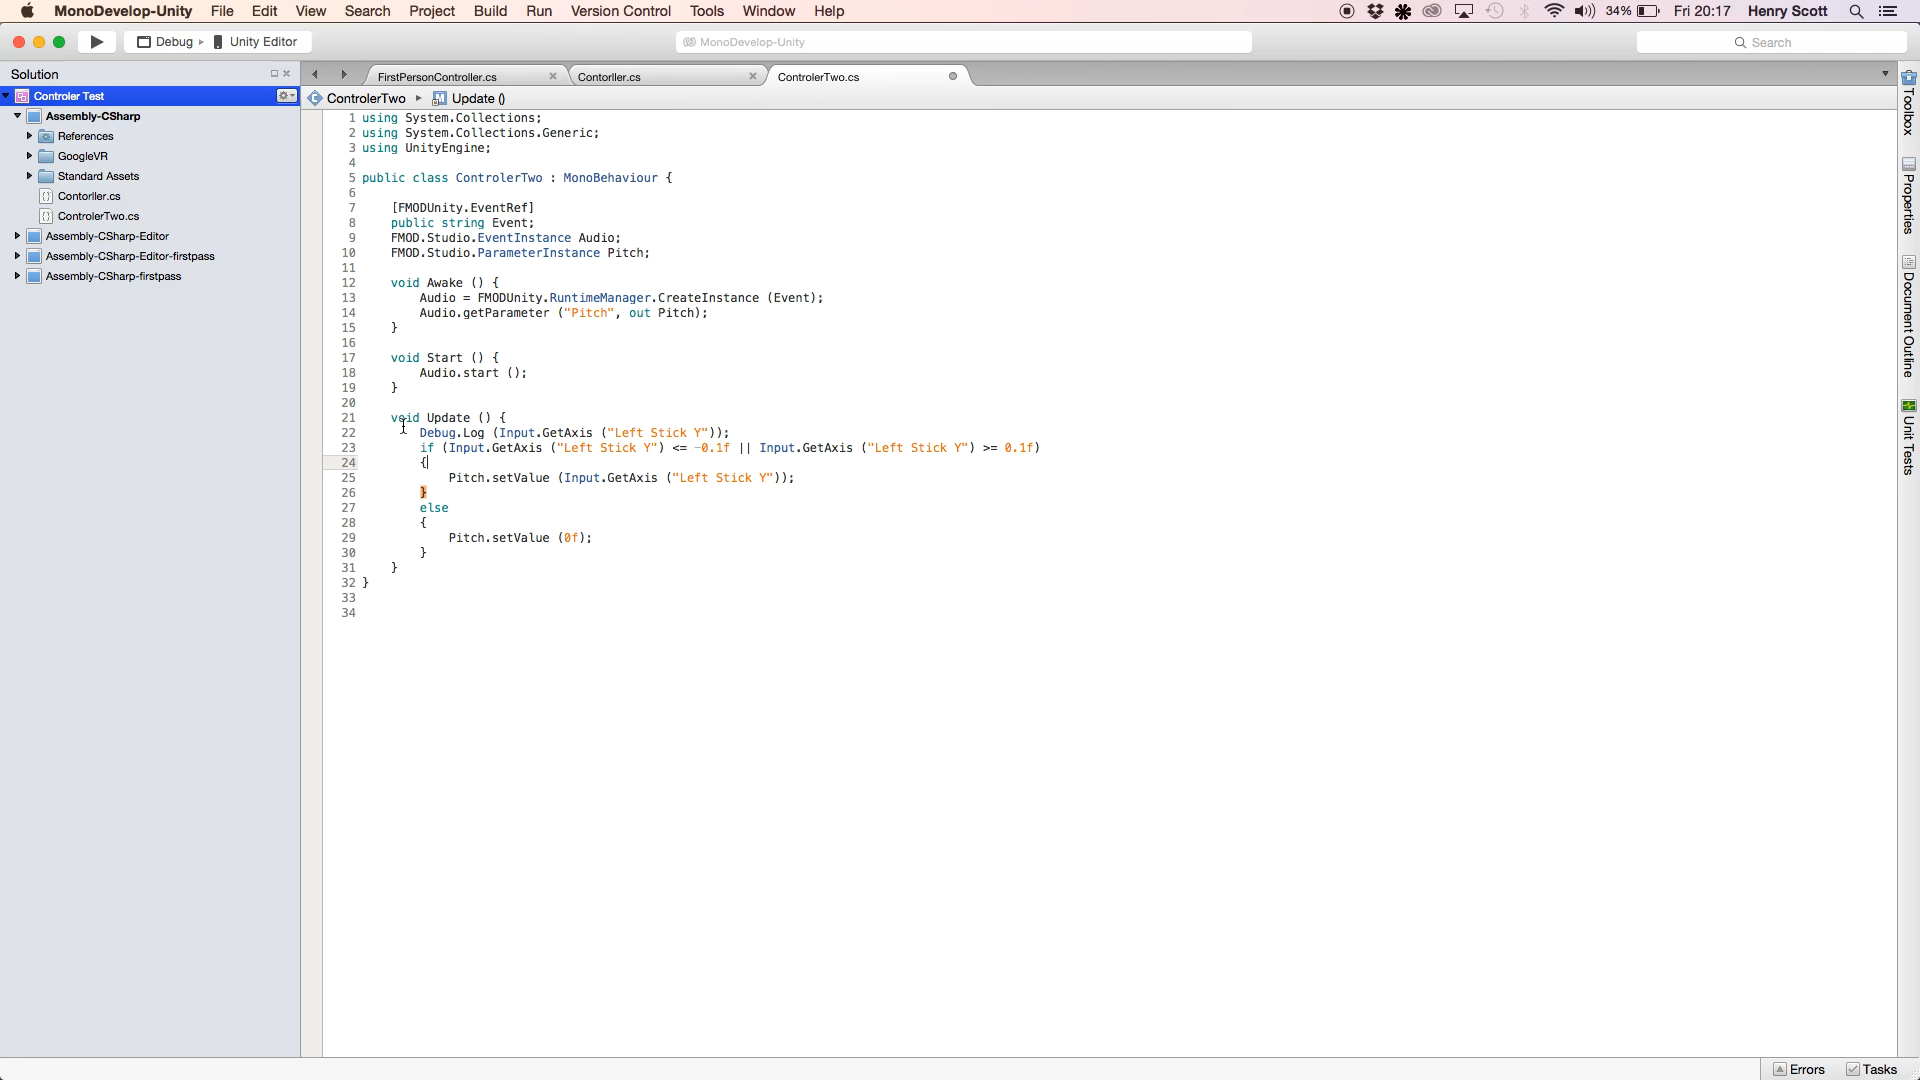 MonoDevelop-Unity File Edit View Search Project Build Run Version Control Tools Window Help 34% Fri 20:17 Henry Scott
Debug Unity Editor MonoDevelop-Unity Search
Solution FirstPersonController.cs Contorller.cs ControlerTwo.cs
ControlerTwo Update ()
Controler Test
Assembly-CSharp
References
GoogleVR
Standard Assets
Contorller.cs
ControlerTwo.cs
Assembly-CSharp-Editor
Assembly-CSharp-Editor-firstpass
Assembly-CSharp-firstpass
1 using System.Collections;
2 using System.Collections.Generic;
3 using UnityEngine;
4
5 public class ControlerTwo : MonoBehaviour {
6
7 [FMODUnity.EventRef]
8 public string Event;
9 FMOD.Studio.EventInstance Audio;
10 FMOD.Studio.ParameterInstance Pitch;
11
12 void Awake () {
13 Audio = FMODUnity.RuntimeManager.CreateInstance (Event);
14 Audio.getParameter ("Pitch", out Pitch);
15 }
16
17 void Start () {
18 Audio.start ();
19 }
20
21 void Update () {
22 Debug.Log (Input.GetAxis ("Left Stick Y"));
23 if (Input.GetAxis ("Left Stick Y") <= -0.1f || Input.GetAxis ("Left Stick Y") >= 0.1f)
24 {
25 Pitch.setValue (Input.GetAxis ("Left Stick Y"));
26 }
27 else
28 {
29 Pitch.setValue (0f);
30 }
31 }
32 }
33
34
Toolbox
Properties
Document Outline
Unit Tests
Errors Tasks